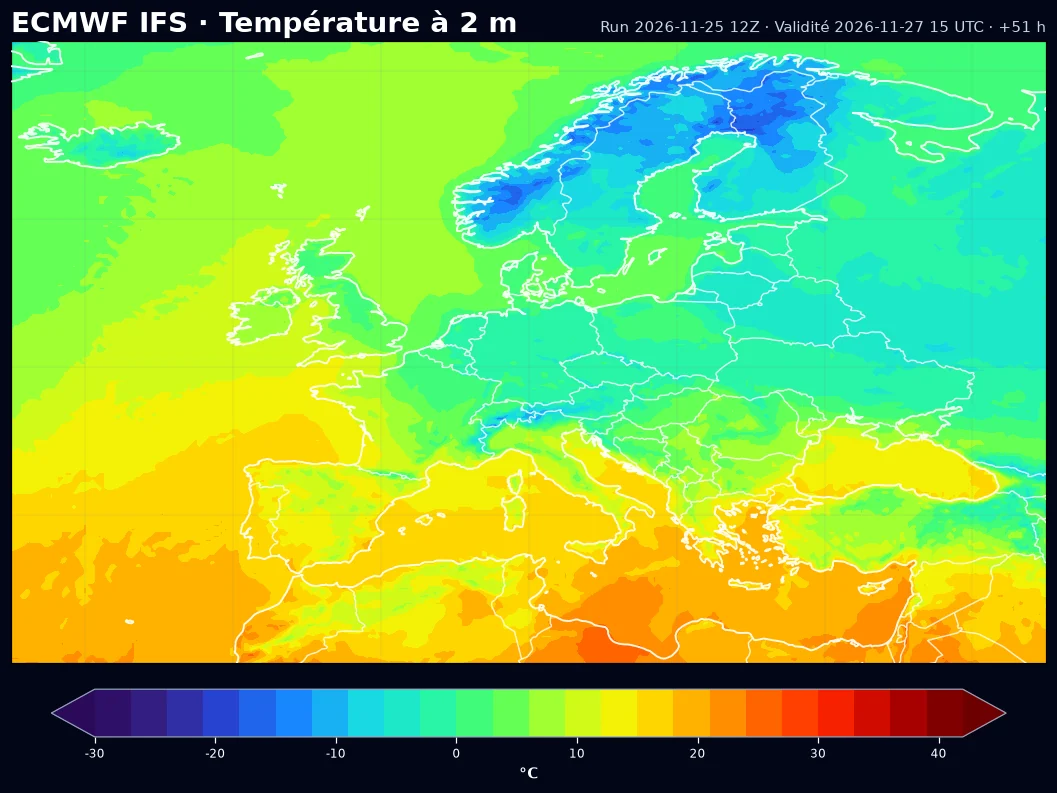 ECMWF IFS · Température à 2 m
Run 2026-11-25 12Z · Validité 2026-11-27 15 UTC · +51 h
-30 -20 -10 0 10 20 30 40
°C